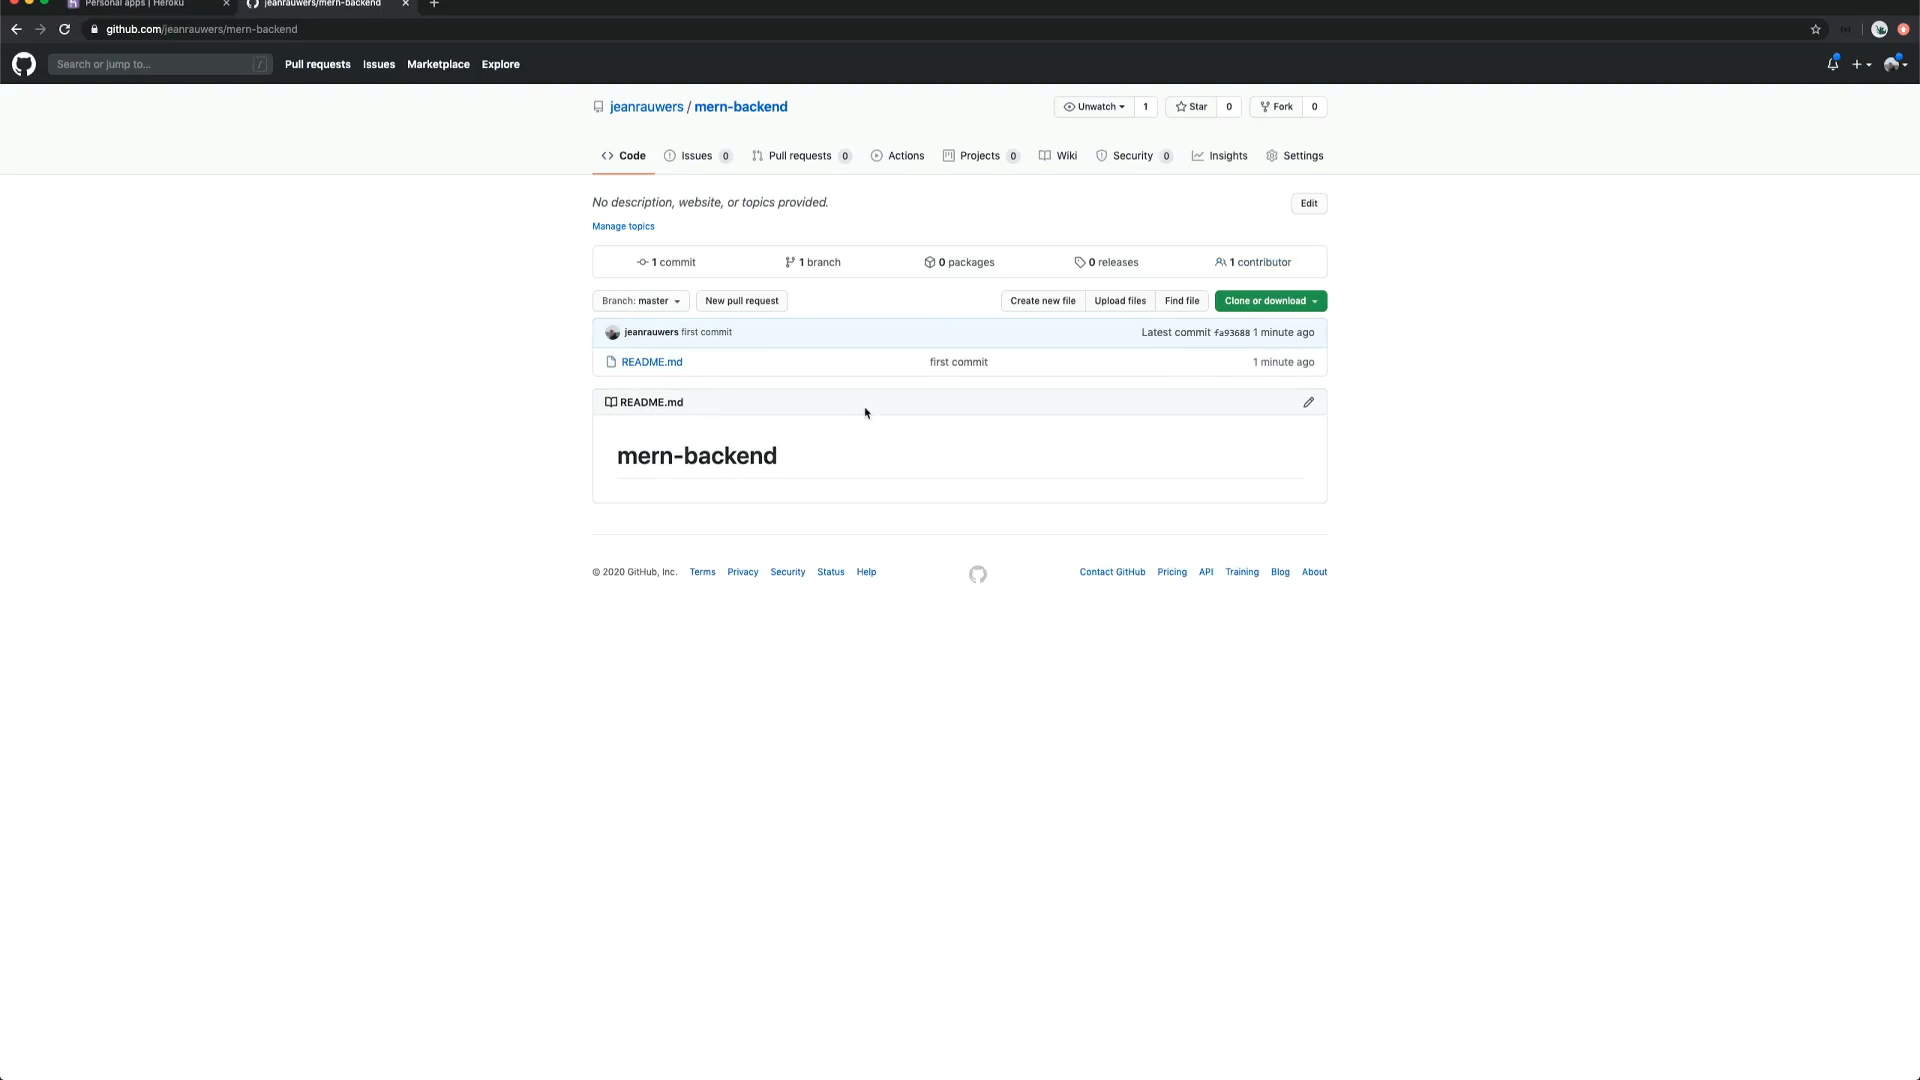 Personal apps | Heroku
jeanrauwers/mern-backend
github.com/jeanrauwers/mern-backend
Search or jump to... / Pull requests Issues Marketplace Explore
jeanrauwers / mern-backend Unwatch 1 Star 0 Fork 0
Code Issues 0 Pull requests 0 Actions Projects 0 Wiki Security 0 Insights Settings
No description, website, or topics provided. Edit
Manage topics
1 commit 1 branch 0 packages 0 releases 1 contributor
Branch: master New pull request Create new file Upload files Find file Clone or download
jeanrauwers first commit Latest commit fa93688 1 minute ago
README.md first commit 1 minute ago
README.md
mern-backend
© 2020 GitHub, Inc. Terms Privacy Security Status Help Contact GitHub Pricing API Training Blog About